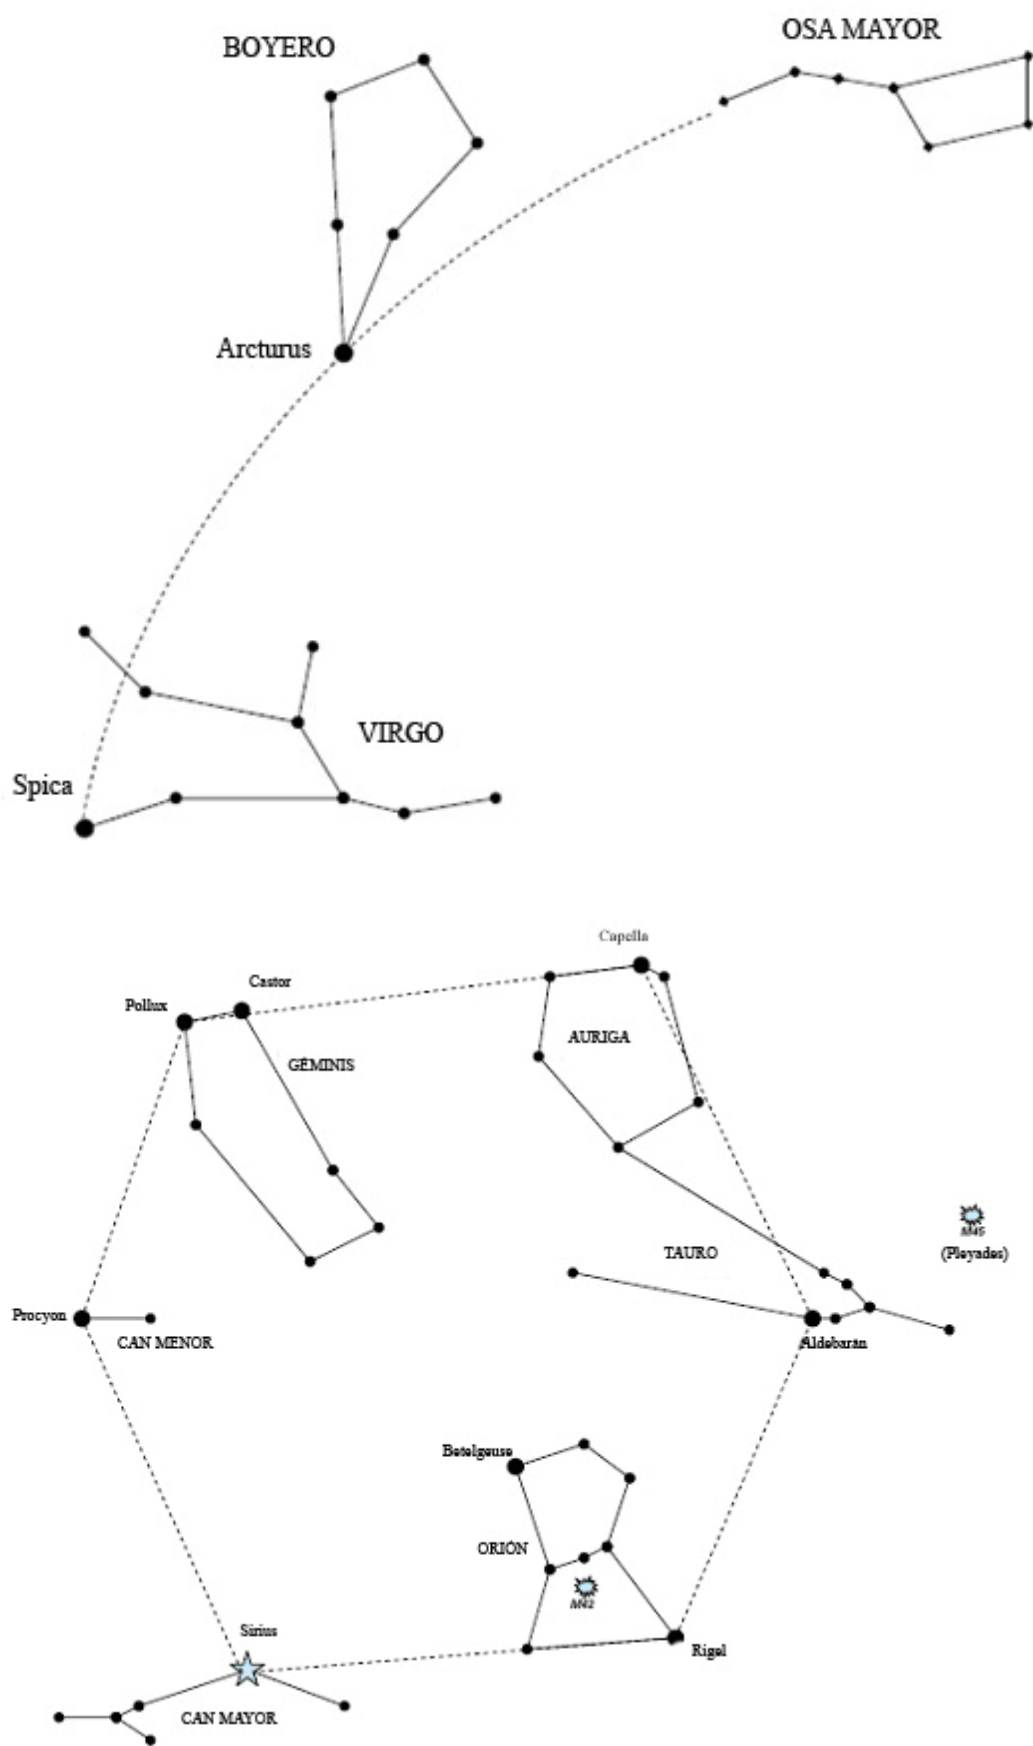 BOYERO
OSA MAYOR
Arcturus
VIRGO
Spica
Capella
Castor
Pollux
AURIGA
GÉMINIS
M45
TAURO
(Pleyades)
Procyon
CAN MENOR
Aldebarán
Betelgeuse
ORIÓN
M42
Sirius
Rigel
CAN MAYOR